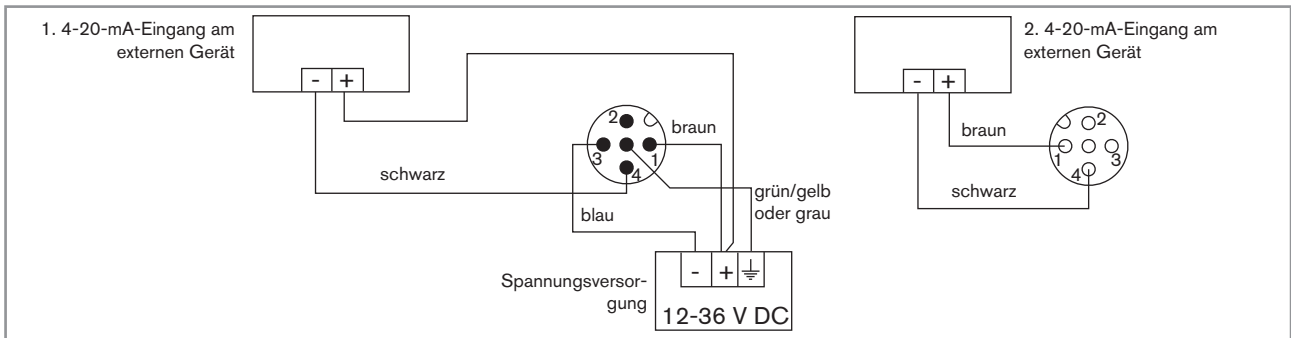 1. 4-20-mA-Eingang am
externen Gerät
- +
2
braun
3
1
4
schwarz
blau
grün/gelb
oder grau
Spannungsversor-
gung
- +
12-36 V DC
2. 4-20-mA-Eingang am
externen Gerät
- +
braun
2
1
3
4
schwarz